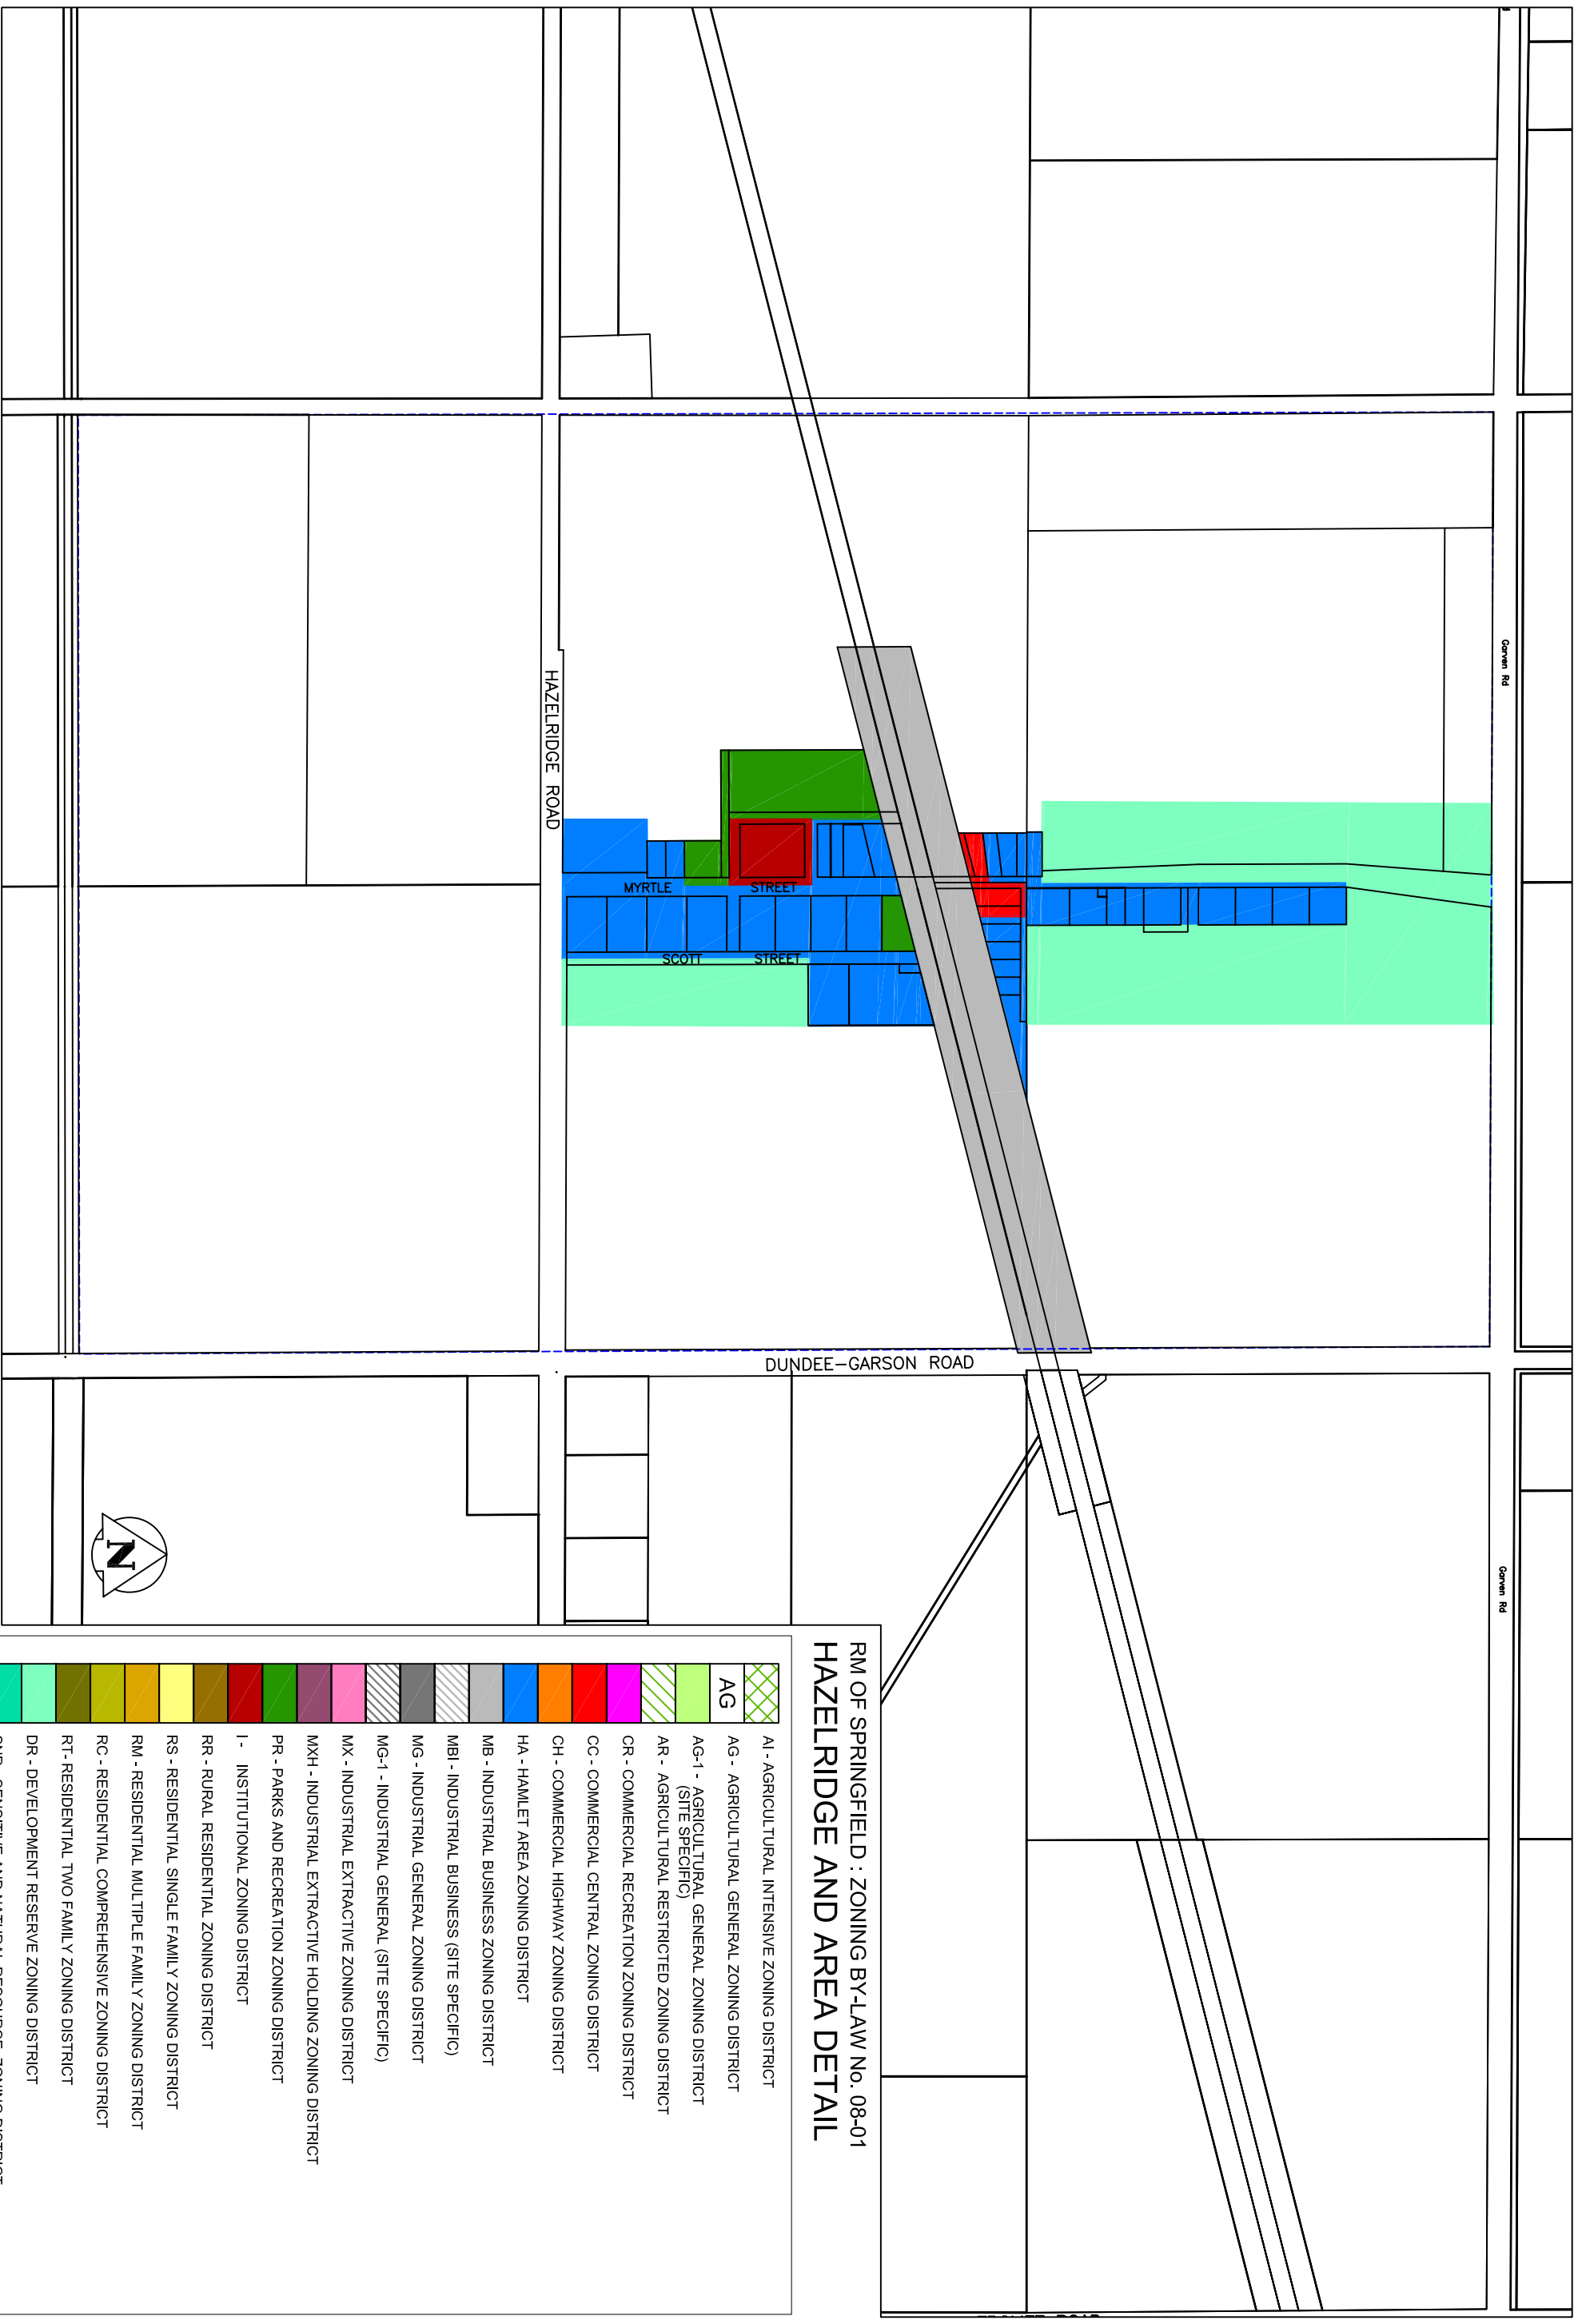 RM OF SPRINGFIELD : ZONING BY-LAW No. 08-01
HAZELRIDGE AND AREA DETAIL
AI - AGRICULTURAL INTENSIVE ZONING DISTRICT
AG
AG - AGRICULTURAL GENERAL ZONING DISTRICT
AG-1 - AGRICULTURAL GENERAL ZONING DISTRICT
(SITE SPECIFIC)
AR - AGRICULTURAL RESTRICTED ZONING DISTRICT
CR - COMMERCIAL RECREATION ZONING DISTRICT
CC - COMMERCIAL CENTRAL ZONING DISTRICT
CH - COMMERCIAL HIGHWAY ZONING DISTRICT
HA - HAMLET AREA ZONING DISTRICT
MB - INDUSTRIAL BUSINESS ZONING DISTRICT
MBI - INDUSTRIAL BUSINESS (SITE SPECIFIC)
MG - INDUSTRIAL GENERAL ZONING DISTRICT
MG-1 - INDUSTRIAL GENERAL (SITE SPECIFIC)
MX - INDUSTRIAL EXTRACTIVE ZONING DISTRICT
MXH - INDUSTRIAL EXTRACTIVE HOLDING ZONING DISTRICT
PR - PARKS AND RECREATION ZONING DISTRICT
I - INSTITUTIONAL ZONING DISTRICT
RR - RURAL RESIDENTIAL ZONING DISTRICT
RS - RESIDENTIAL SINGLE FAMILY ZONING DISTRICT
RM - RESIDENTIAL MULTIPLE FAMILY ZONING DISTRICT
RC - RESIDENTIAL COMPREHENSIVE ZONING DISTRICT
RT- RESIDENTIAL TWO FAMILY ZONING DISTRICT
DR - DEVELOPMENT RESERVE ZONING DISTRICT
Garven Rd
Garven Rd
HAZELRIDGE ROAD
MYRTLE STREET
SCOTT STREET
DUNDEE-GARSON ROAD
N